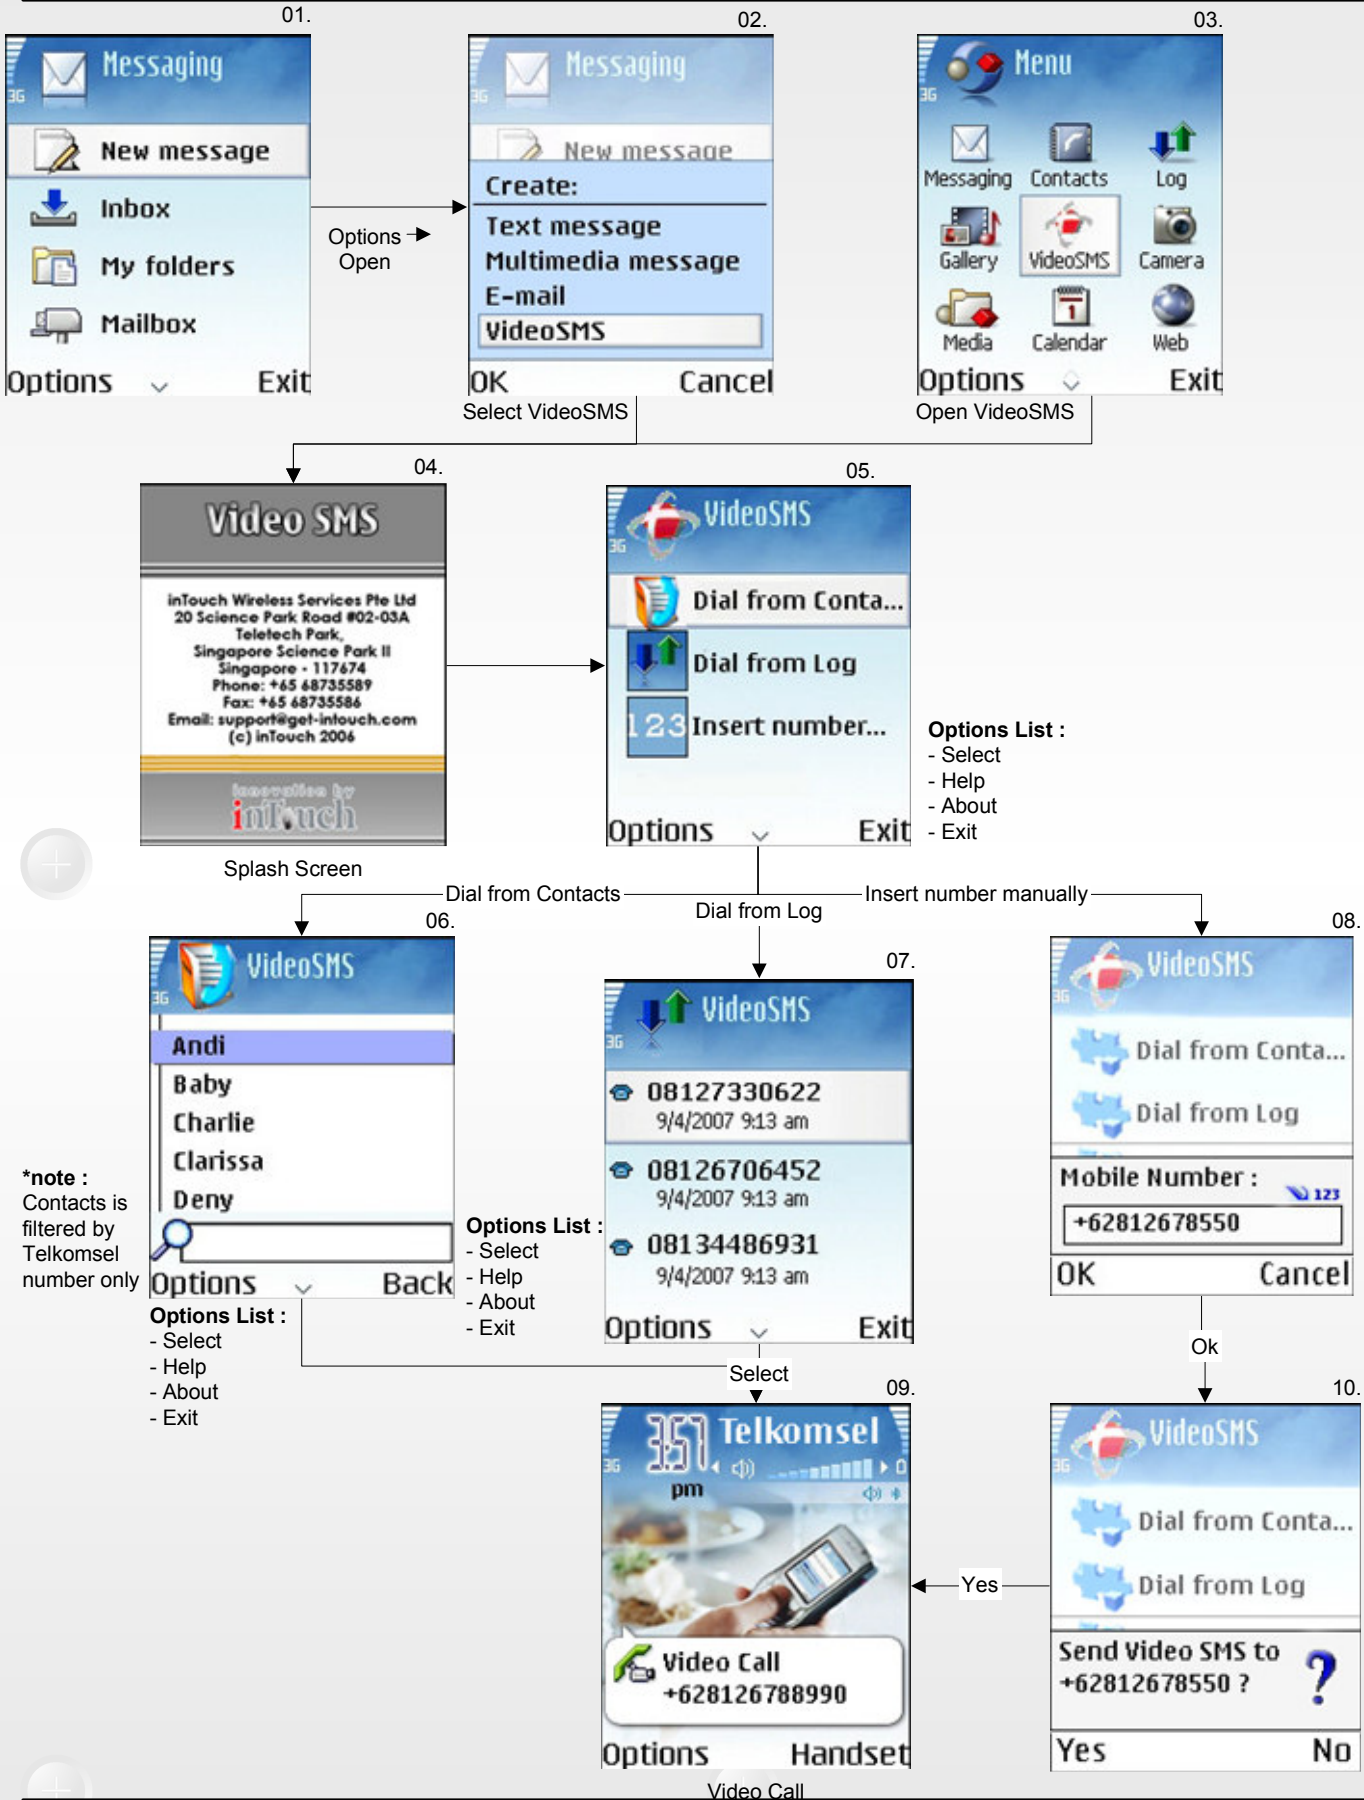 01.
3G
Messaging
New message
Inbox
My folders
Mailbox
Options
Exit
Options
Open
02.
3G
Messaging
New message
Create:
Text message
Multimedia message
E-mail
VideoSMS
OK
Cancel
Select VideoSMS
03.
3G
Menu
Messaging
Contacts
Log
Gallery
VideoSMS
Camera
Media
Calendar
Web
Options
Exit
Open VideoSMS
04.
Video SMS
inTouch Wireless Services Pte Ltd
20 Science Park Road #02-03A
Teletech Park,
Singapore Science Park II
Singapore - 117674
Phone: +65 68735589
Fax: +65 68735586
Email: support@get-intouch.com
(c) inTouch 2006
innovation by
inTouch
Splash Screen
05.
3G
VideoSMS
Dial from Conta...
Dial from Log
123
Insert number...
Options
Exit
Options List :
- Select
- Help
- About
- Exit
Dial from Contacts
Dial from Log
Insert number manually
06.
3G
VideoSMS
Andi
Baby
Charlie
Clarissa
Deny
Options
Back
*note :
Contacts is
filtered by
Telkomsel
number only
Options List :
- Select
- Help
- About
- Exit
07.
3G
VideoSMS
08127330622
9/4/2007 9:13 am
08126706452
9/4/2007 9:13 am
08134486931
9/4/2007 9:13 am
Options
Exit
Options List :
- Select
- Help
- About
- Exit
Select
08.
3G
VideoSMS
Dial from Conta...
Dial from Log
Mobile Number :
123
+62812678550
OK
Cancel
Ok
09.
3G
3:57
pm
Telkomsel
Video Call
+628126788990
Options
Handset
Video Call
Yes
10.
3G
VideoSMS
Dial from Conta...
Dial from Log
Send Video SMS to
+62812678550 ?
?
Yes
No